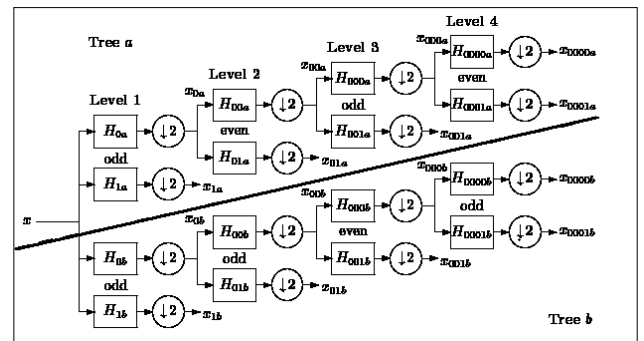 Tree a
Level 1
Level 2
Level 3
Level 4
x
H0a
↓2
odd
H1a
↓2
x1a
x0a
H00a
↓2
even
H01a
↓2
x01a
x00a
H000a
↓2
odd
H001a
↓2
x001a
x000a
H0000a
↓2
x0000a
even
H0001a
↓2
x0001a
H0b
↓2
odd
H1b
↓2
x1b
x0b
H00b
↓2
odd
H01b
↓2
x01b
x00b
H000b
↓2
even
H001b
↓2
x001b
x000b
H0000b
↓2
x0000b
odd
H0001b
↓2
x0001b
Tree b